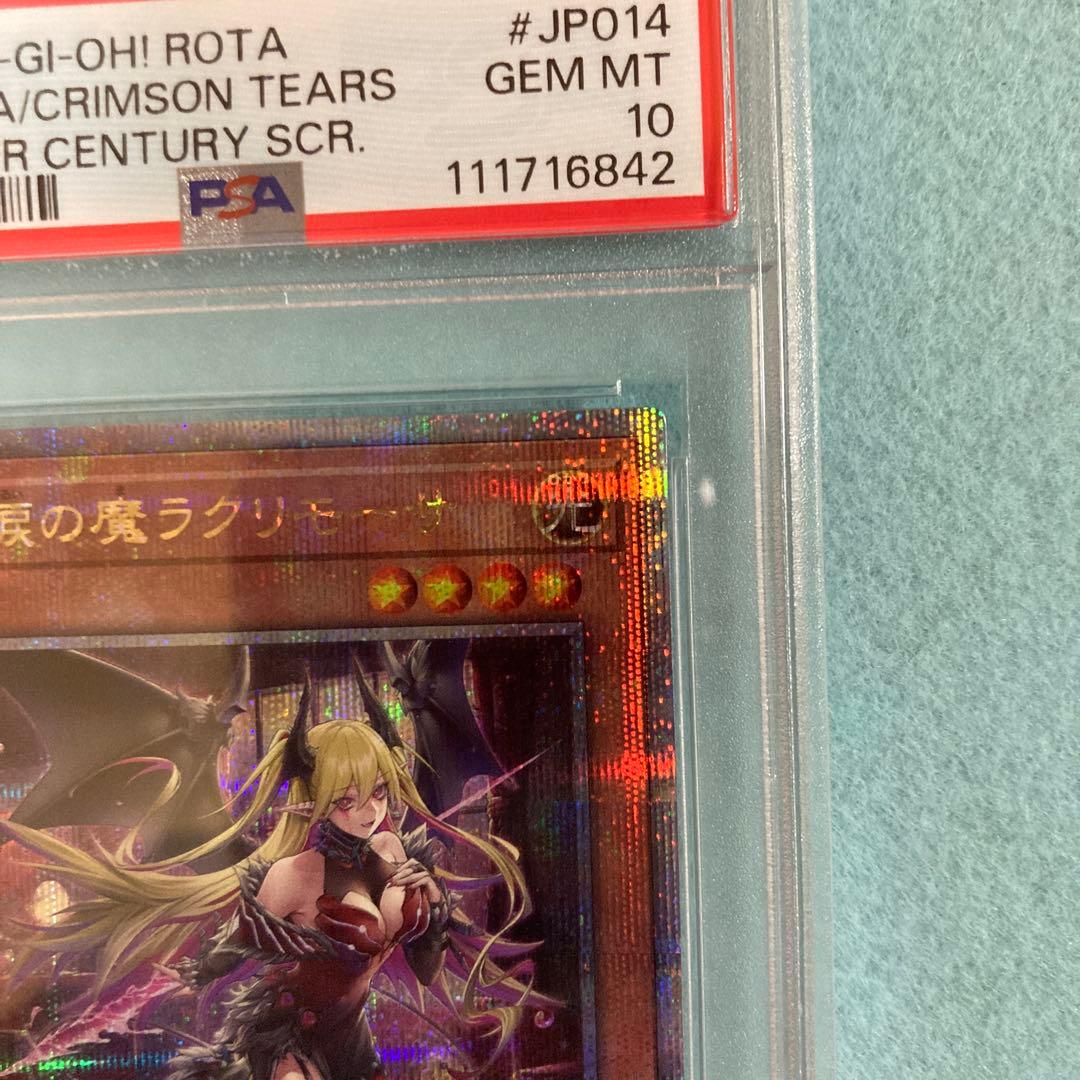 -GI-OH! ROTA
#JP014
A/CRIMSON TEARS
GEM MT
R CENTURY SCR.
10
PSA
111716842
涙の魔ラクリモーサ
光